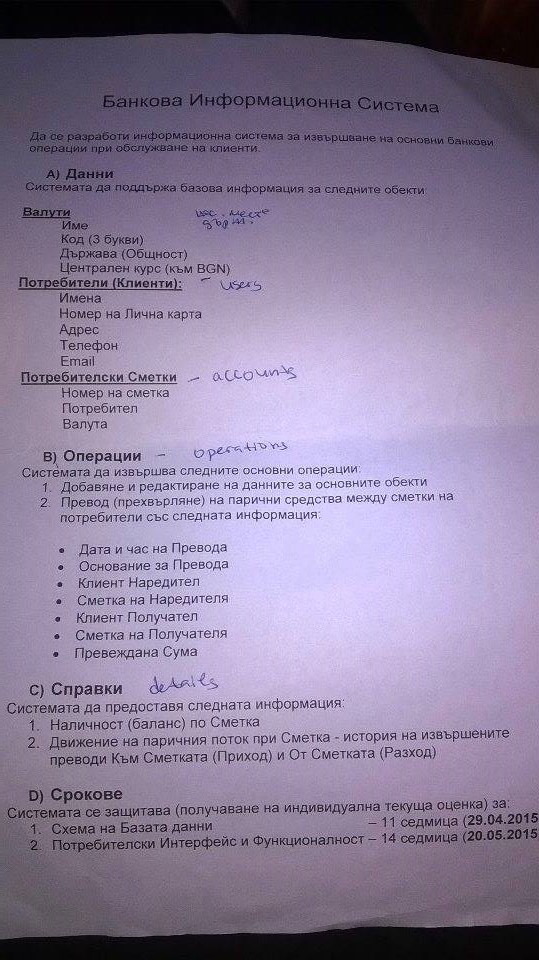 Банкова Информационна Система
Да се разработи информационна система за извършване на основни банкови
операции при обслужване на клиенти.
A) Данни
Системата да поддържа базова информация за следните обекти:
Валути
Име
Код (3 букви)
Държава (Общност)
Централен курс (към BGN)
Потребители (Клиенти): - users
Имена
Номер на Лична карта
Адрес
Телефон
Email
Потребителски Сметки - accounts
Номер на сметка
Потребител
Валута
B) Операции - operations
Системата да извършва следните основни операции:
1. Добавяне и редактиране на данните за основните обекти
2. Превод (прехвърляне) на парични средства между сметки на
потребители със следната информация:
• Дата и час на Превода
• Основание за Превода
• Клиент Наредител
• Сметка на Наредителя
• Клиент Получател
• Сметка на Получателя
• Превеждана Сума
C) Справки details
Системата да предоставя следната информация:
1. Наличност (баланс) по Сметка
2. Движение на паричния поток при Сметка - история на извършените
преводи Към Сметката (Приход) и От Сметката (Разход)
D) Срокове
Системата се защитава (получаване на индивидуална текуща оценка) за:
1. Схема на Базата данни – 11 седмица (29.04.2015
2. Потребителски Интерфейс и Функционалност – 14 седмица (20.05.2015